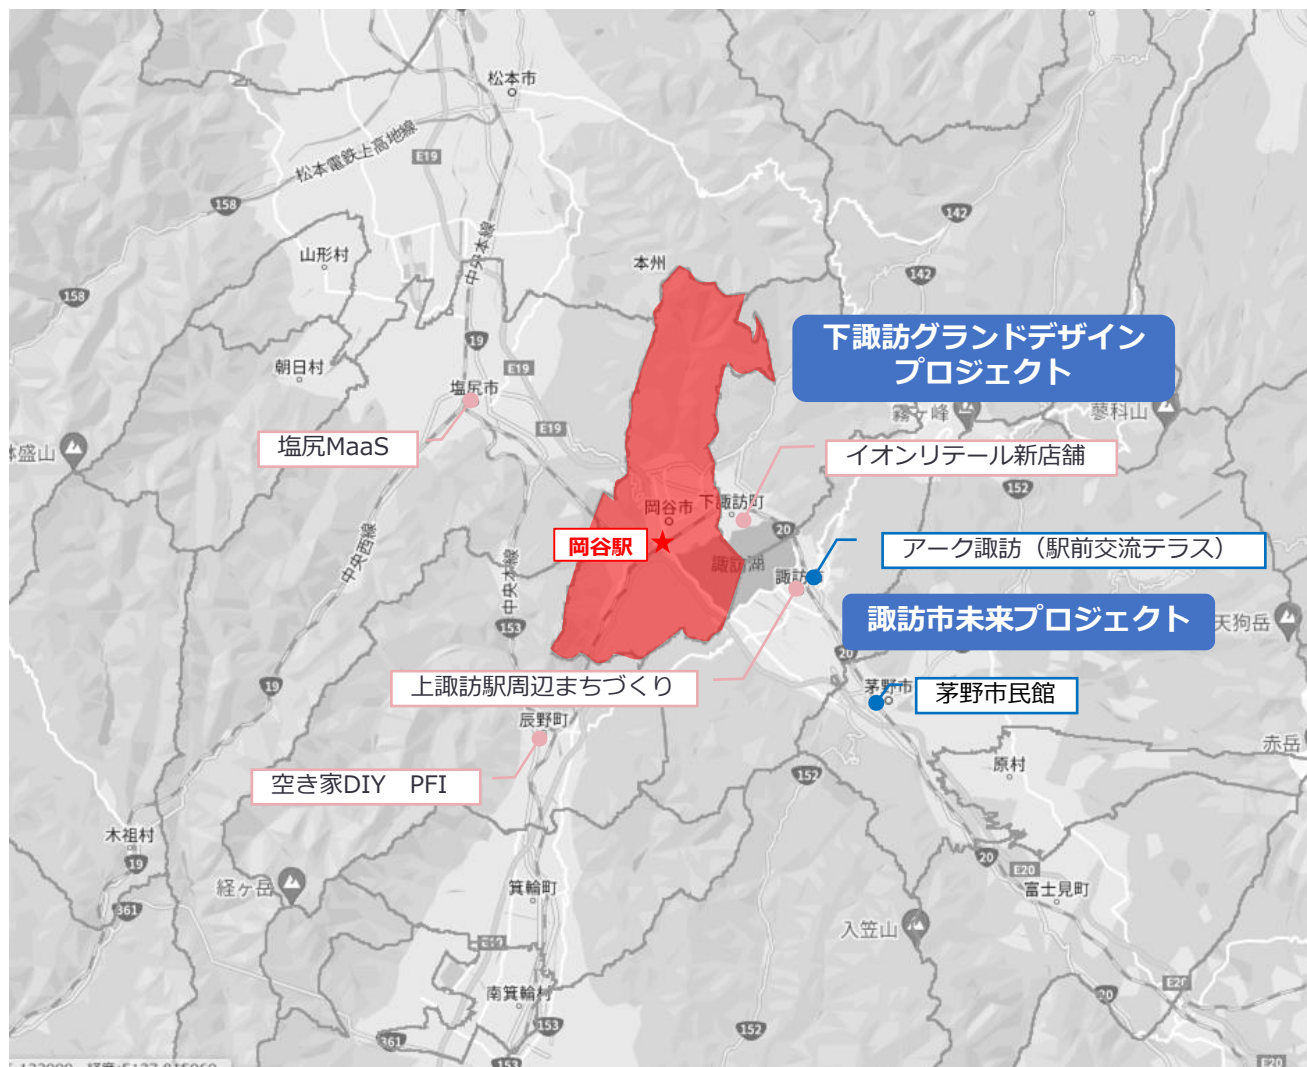 松本市
松本電鉄上高地線
E19
158
142
中央本線
山形村
本州
142
158
下諏訪グランドデザイン
プロジェクト
19
朝日村
E19
塩尻市
霧ヶ峰
蓼科山
E19
塩尻MaaS
鉢盛山
イオンリテール新店舗
152
岡谷市
下諏訪町
20
岡谷駅
アーク諏訪（駅前交流テラス）
中央西線
諏訪湖
諏訪
中央本線
諏訪市未来プロジェクト
天狗岳
153
20
19
上諏訪駅周辺まちづくり
茅野市
茅野市民館
辰野町
赤岳
空き家DIY　PFI
原村
152
木祖村
19
20
E20
経ヶ岳
箕輪町
富士見町
361
入笠山
E20
南箕輪村
20
153
152
361
153
E20